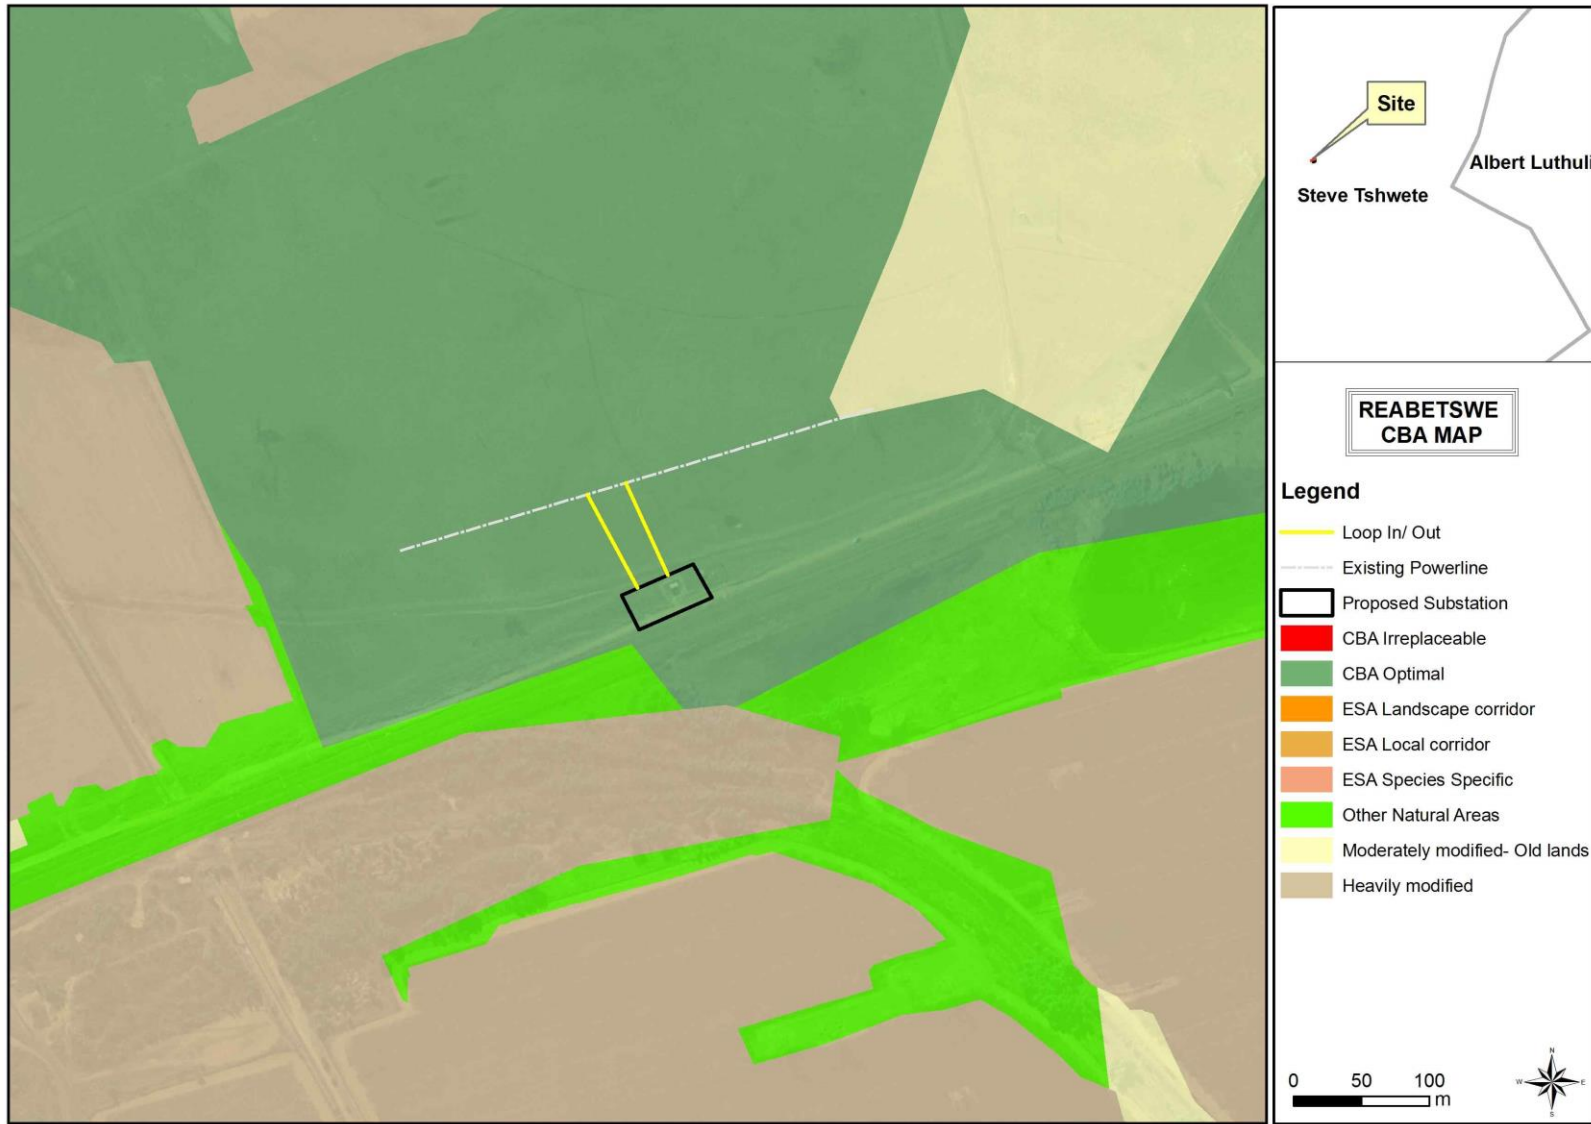 Site
Albert Luthuli
Steve Tshwete
REABETSWE
CBA MAP
Legend
Loop In/ Out
Existing Powerline
Proposed Substation
CBA Irreplaceable
CBA Optimal
ESA Landscape corridor
ESA Local corridor
ESA Species Specific
Other Natural Areas
Moderately modified- Old lands
Heavily modified
0 50 100
m
N
W E
S